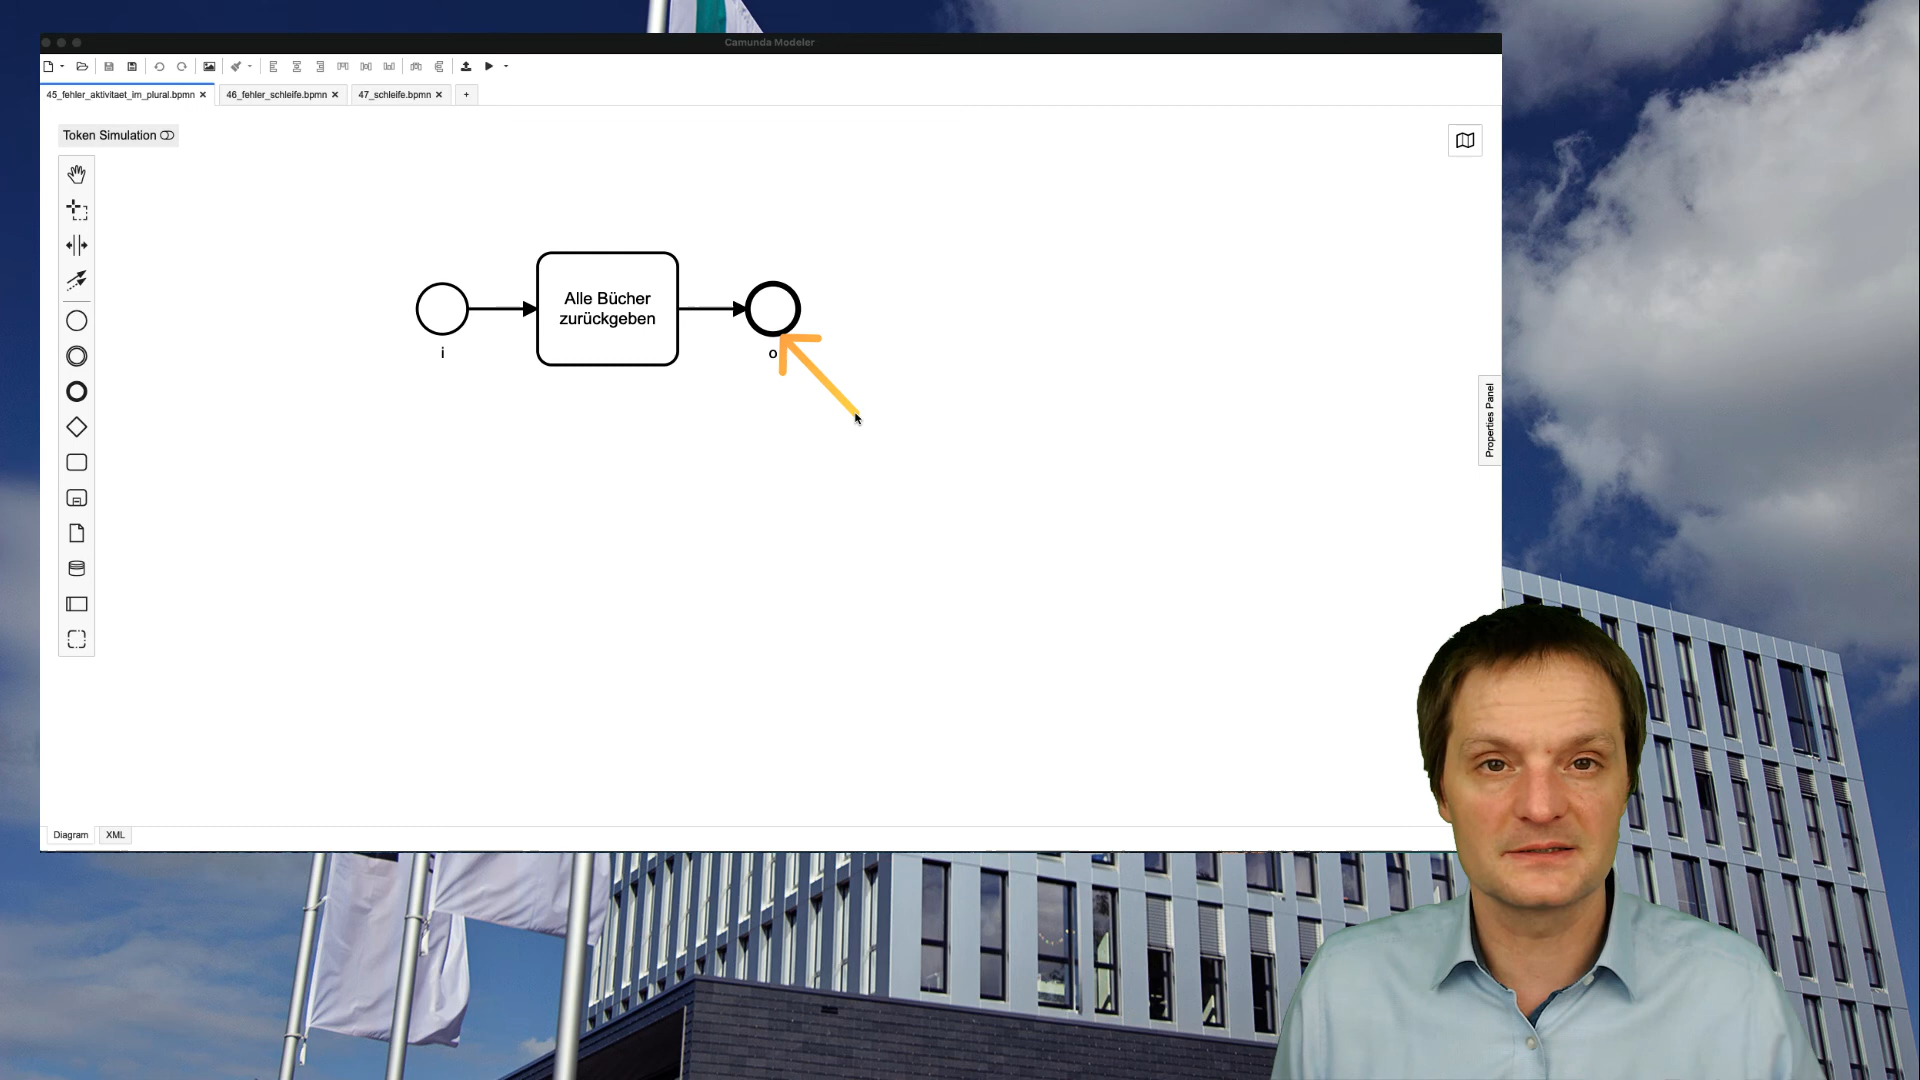 Camunda Modeler
45_fehler_aktivitaet_im_plural.bpmn
46_fehler_schleife.bpmn
47_schleife.bpmn
Token Simulation
Alle Bücher
zurückgeben
i
o
Properties Panel
Diagram
XML